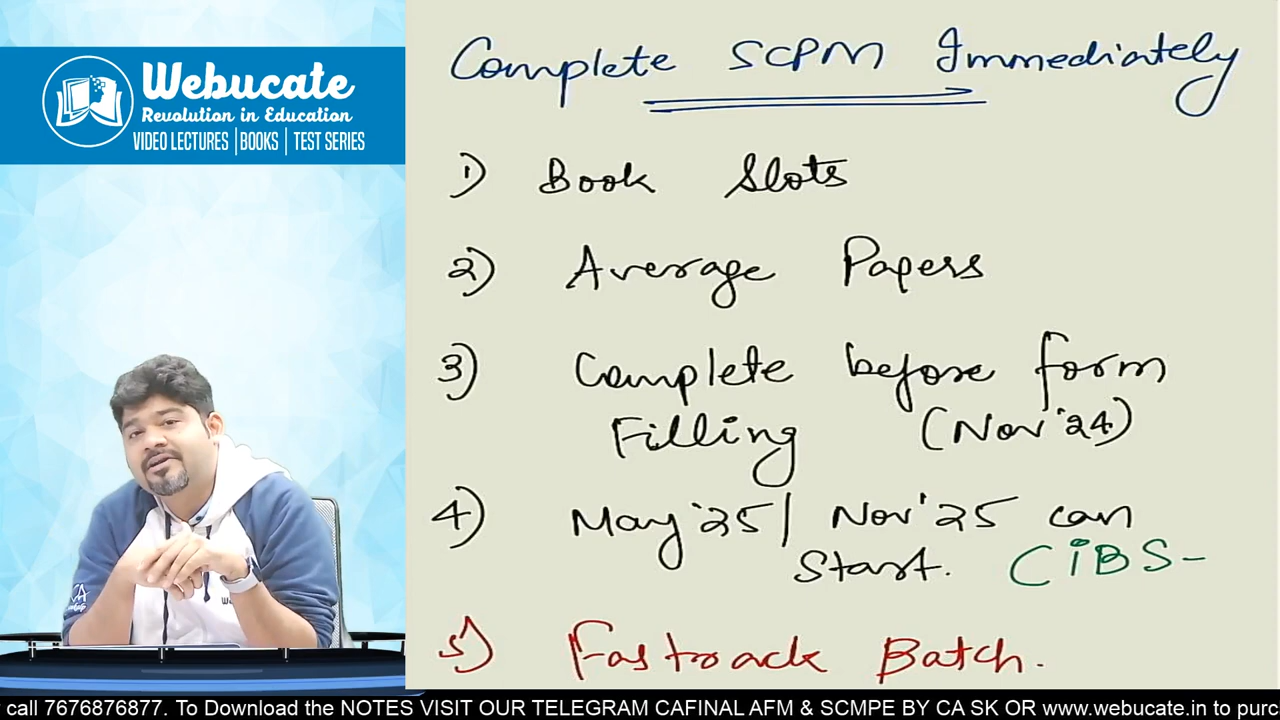 Webucate
Revolution in Education
VIDEO LECTURES | BOOKS | TEST SERIES
Complete SCPM Immediately
1) Book Slots
2) Average Papers
3) Complete before form
Filling (Nov'24)
4) May'25 / Nov'25 can
Start. CiBS-
5) Fastrack Batch.
CA
call 7676876877. To Download the NOTES VISIT OUR TELEGRAM CAFINAL AFM & SCMPE BY CA SK OR www.webucate.in to purc